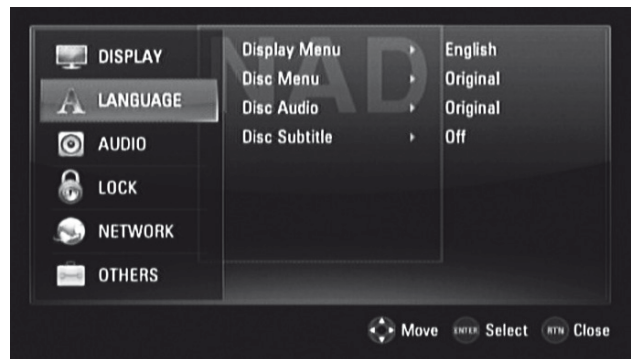 NAD
DISPLAY
LANGUAGE
AUDIO
LOCK
NETWORK
OTHERS
Display Menu English
Disc Menu Original
Disc Audio Original
Disc Subtitle Off
Move ENTER Select RTN Close